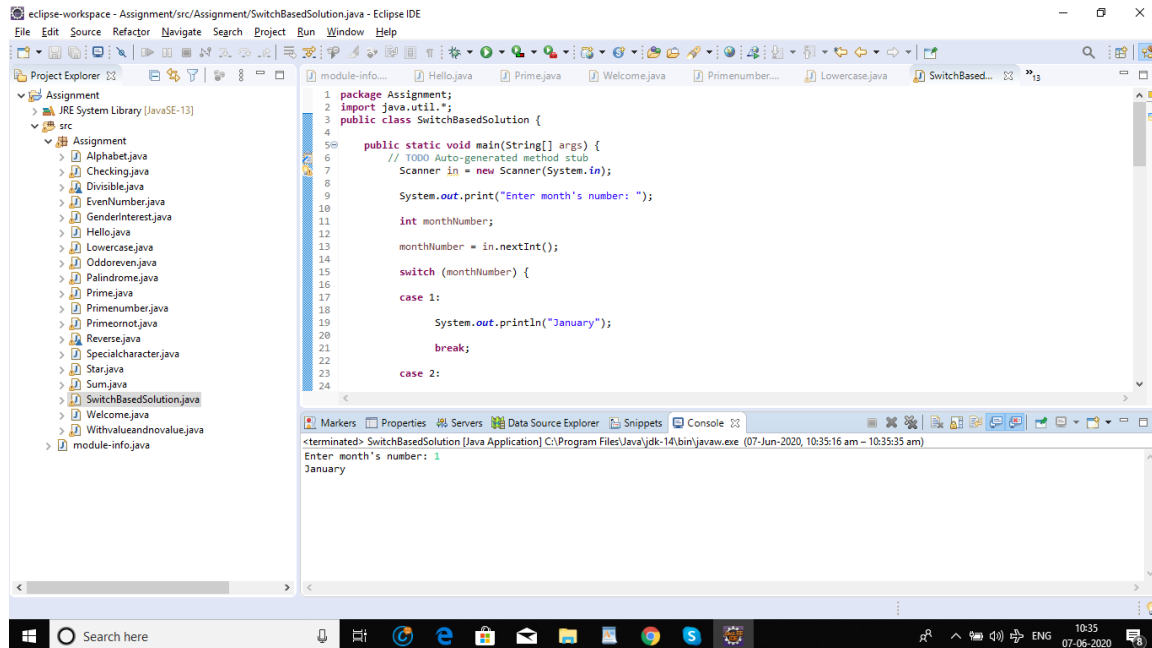 eclipse-workspace - Assignment/src/Assignment/SwitchBasedSolution.java - Eclipse IDE
File Edit Source Refactor Navigate Search Project Run Window Help
Project Explorer
Assignment
JRE System Library [JavaSE-13]
src
Assignment
Alphabet.java
Checking.java
Divisible.java
EvenNumber.java
GenderInterest.java
Hello.java
Lowercase.java
Oddoreven.java
Palindrome.java
Prime.java
Primenumber.java
Primeornot.java
Reverse.java
Specialcharacter.java
Star.java
Sum.java
SwitchBasedSolution.java
Welcome.java
Withvalueandnovalue.java
module-info.java
module-info.... Hello.java Prime.java Welcome.java Primenumber.... Lowercase.java SwitchBased... »13
1 package Assignment;
2 import java.util.*;
3 public class SwitchBasedSolution {
4
5 public static void main(String[] args) {
6 // TODO Auto-generated method stub
7 Scanner in = new Scanner(System.in);
8
9 System.out.print("Enter month's number: ");
10
11 int monthNumber;
12
13 monthNumber = in.nextInt();
14
15 switch (monthNumber) {
16
17 case 1:
18
19 System.out.println("January");
20
21 break;
22
23 case 2:
24
Markers Properties Servers Data Source Explorer Snippets Console
<terminated> SwitchBasedSolution [Java Application] C:\Program Files\Java\jdk-14\bin\javaw.exe (07-Jun-2020, 10:35:16 am – 10:35:35 am)
Enter month's number: 1
January
Search here
ENG
10:35
07-06-2020
8